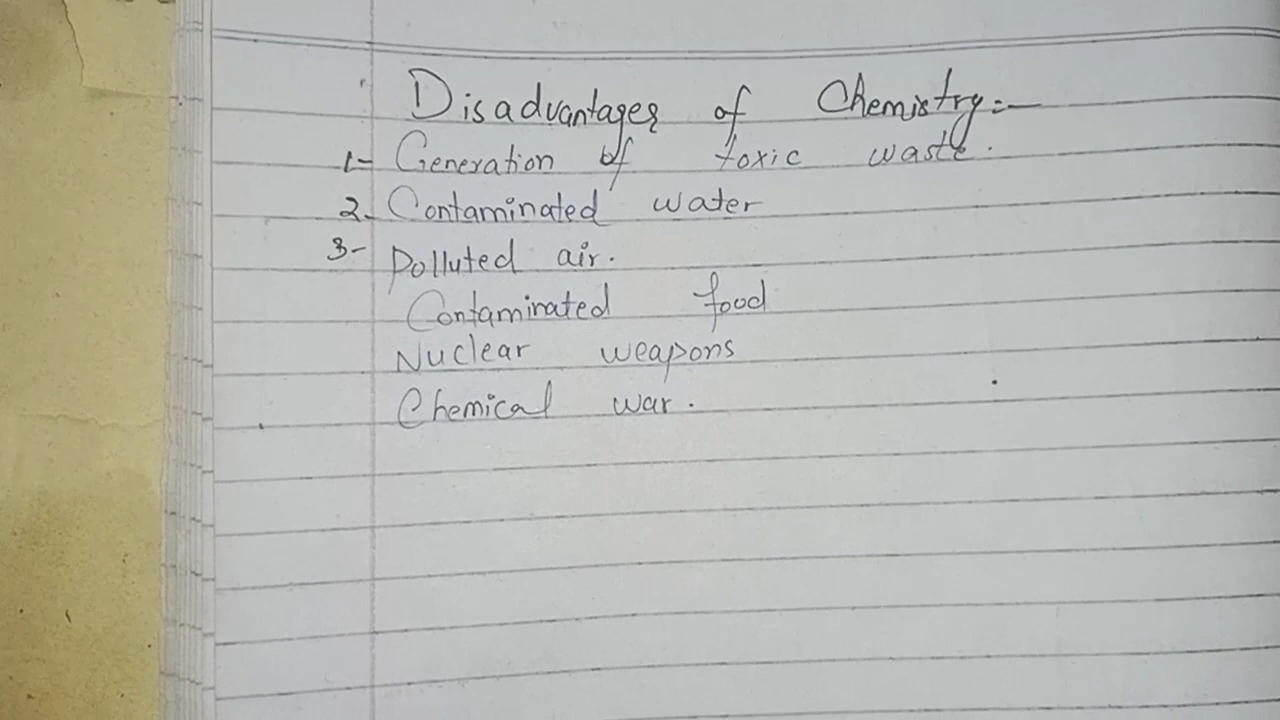 Disadvantages of Chemistry:-
1- Generation of toxic waste.
2. Contaminated water
3- Polluted air.
Contaminated food
Nuclear weapons
Chemical war.